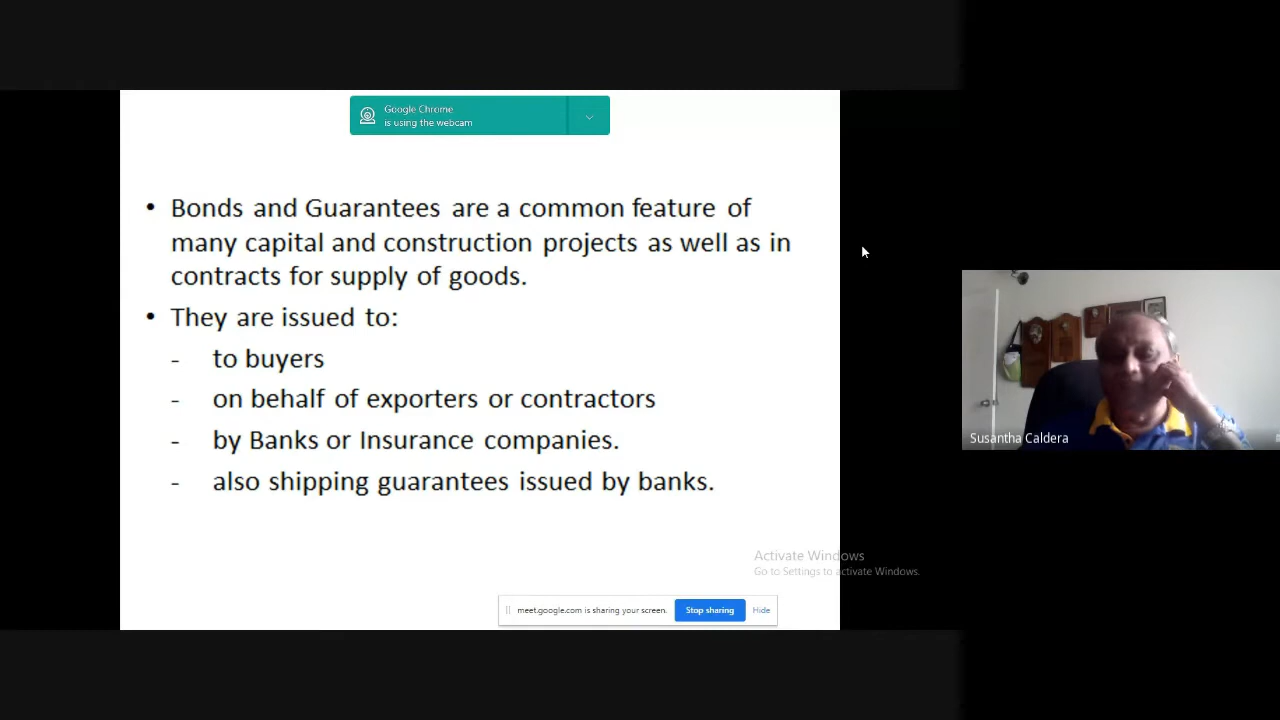 Google Chrome
is using the webcam
• Bonds and Guarantees are a common feature of
many capital and construction projects as well as in
contracts for supply of goods.
• They are issued to:
- to buyers
- on behalf of exporters or contractors
- by Banks or Insurance companies.
- also shipping guarantees issued by banks.
Susantha Caldera
Activate Windows
Go to Settings to activate Windows.
meet.google.com is sharing your screen. Stop sharing Hide